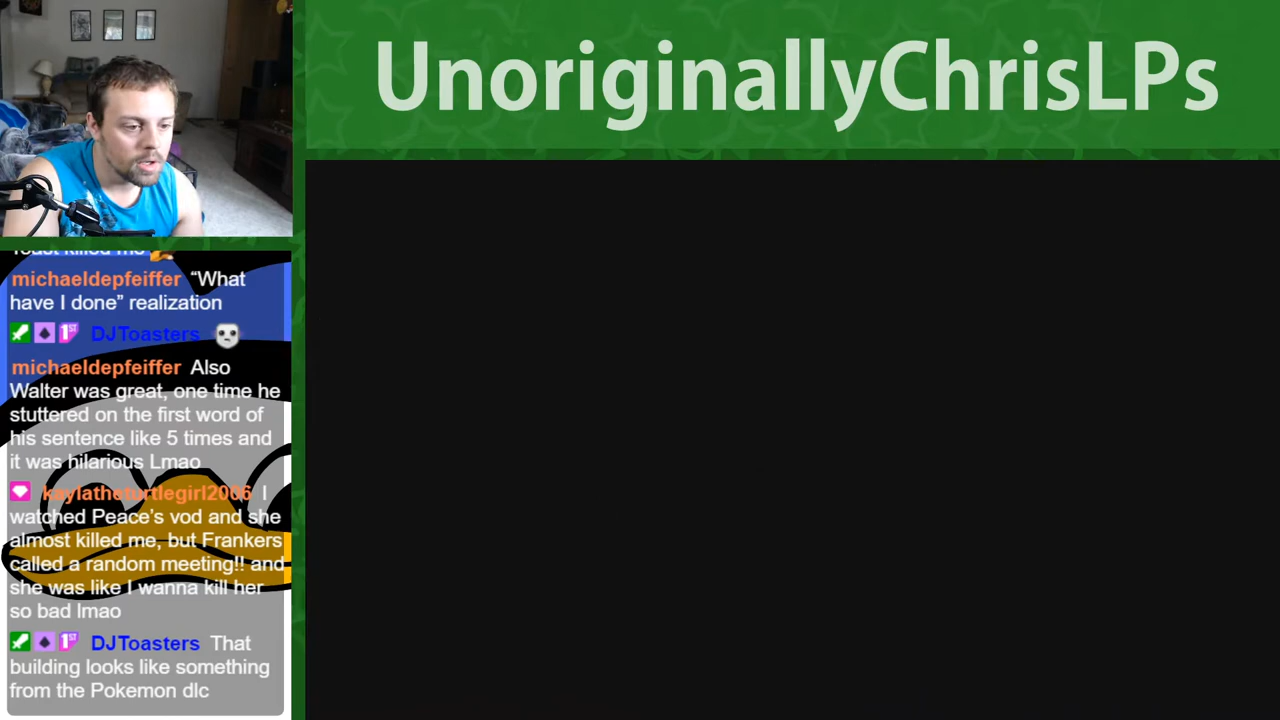 UnoriginallyChrisLPs
michaeldepfeiffer “What
have I done” realization
DJToasters
michaeldepfeiffer Also
Walter was great, one time he
stuttered on the first word of
his sentence like 5 times and
it was hilarious Lmao
kaylatheturtlegirl2006 I
watched Peace’s vod and she
almost killed me, but Frankers
called a random meeting!! and
she was like I wanna kill her
so bad lmao
1ST DJToasters That
building looks like something
from the Pokemon dlc